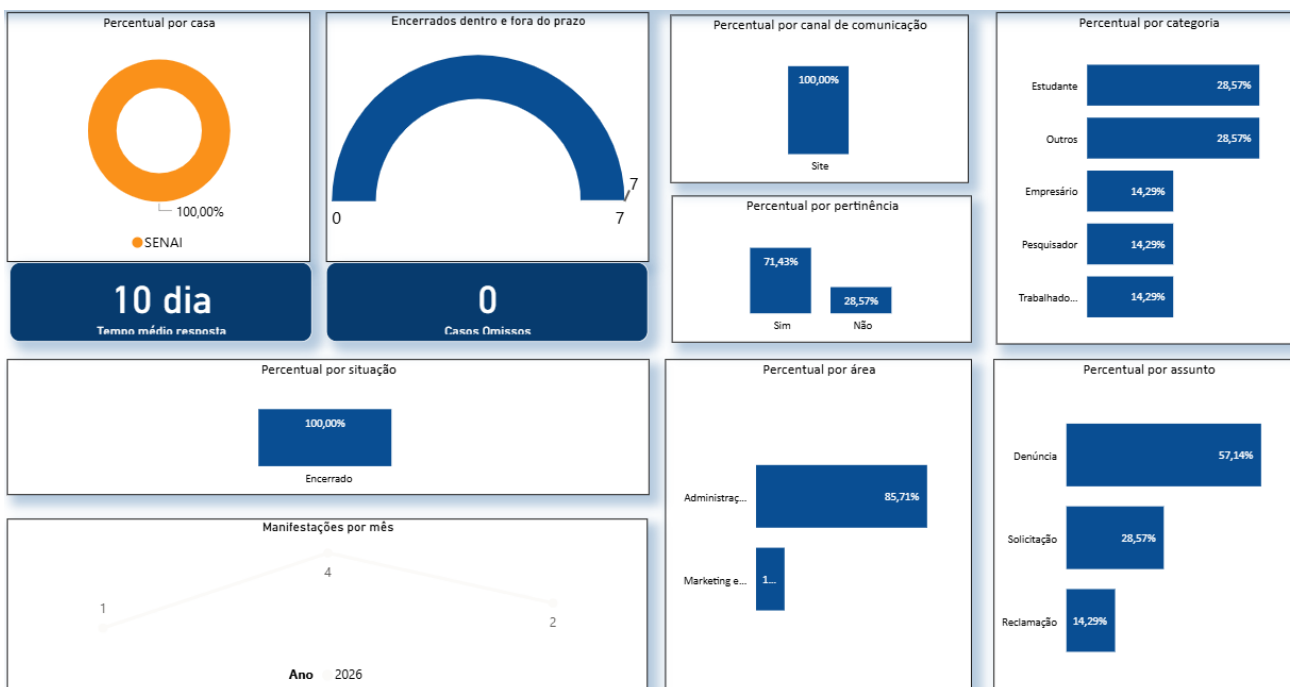 Percentual por casa
100,00%
SENAI
Encerrados dentro e fora do prazo
0
7
7
Percentual por canal de comunicação
100,00%
Site
Percentual por categoria
Estudante 28,57%
Outros 28,57%
Empresário 14,29%
Pesquisador 14,29%
Trabalhado... 14,29%
10 dia
Tempo médio resposta
0
Casos Omissos
Percentual por pertinência
71,43%
28,57%
Sim Não
Percentual por situação
100,00%
Encerrado
Percentual por área
Administraç... 85,71%
Marketing e... 1...
Percentual por assunto
Denúncia 57,14%
Solicitação 28,57%
Reclamação 14,29%
Manifestações por mês
1
4
2
Ano 2026